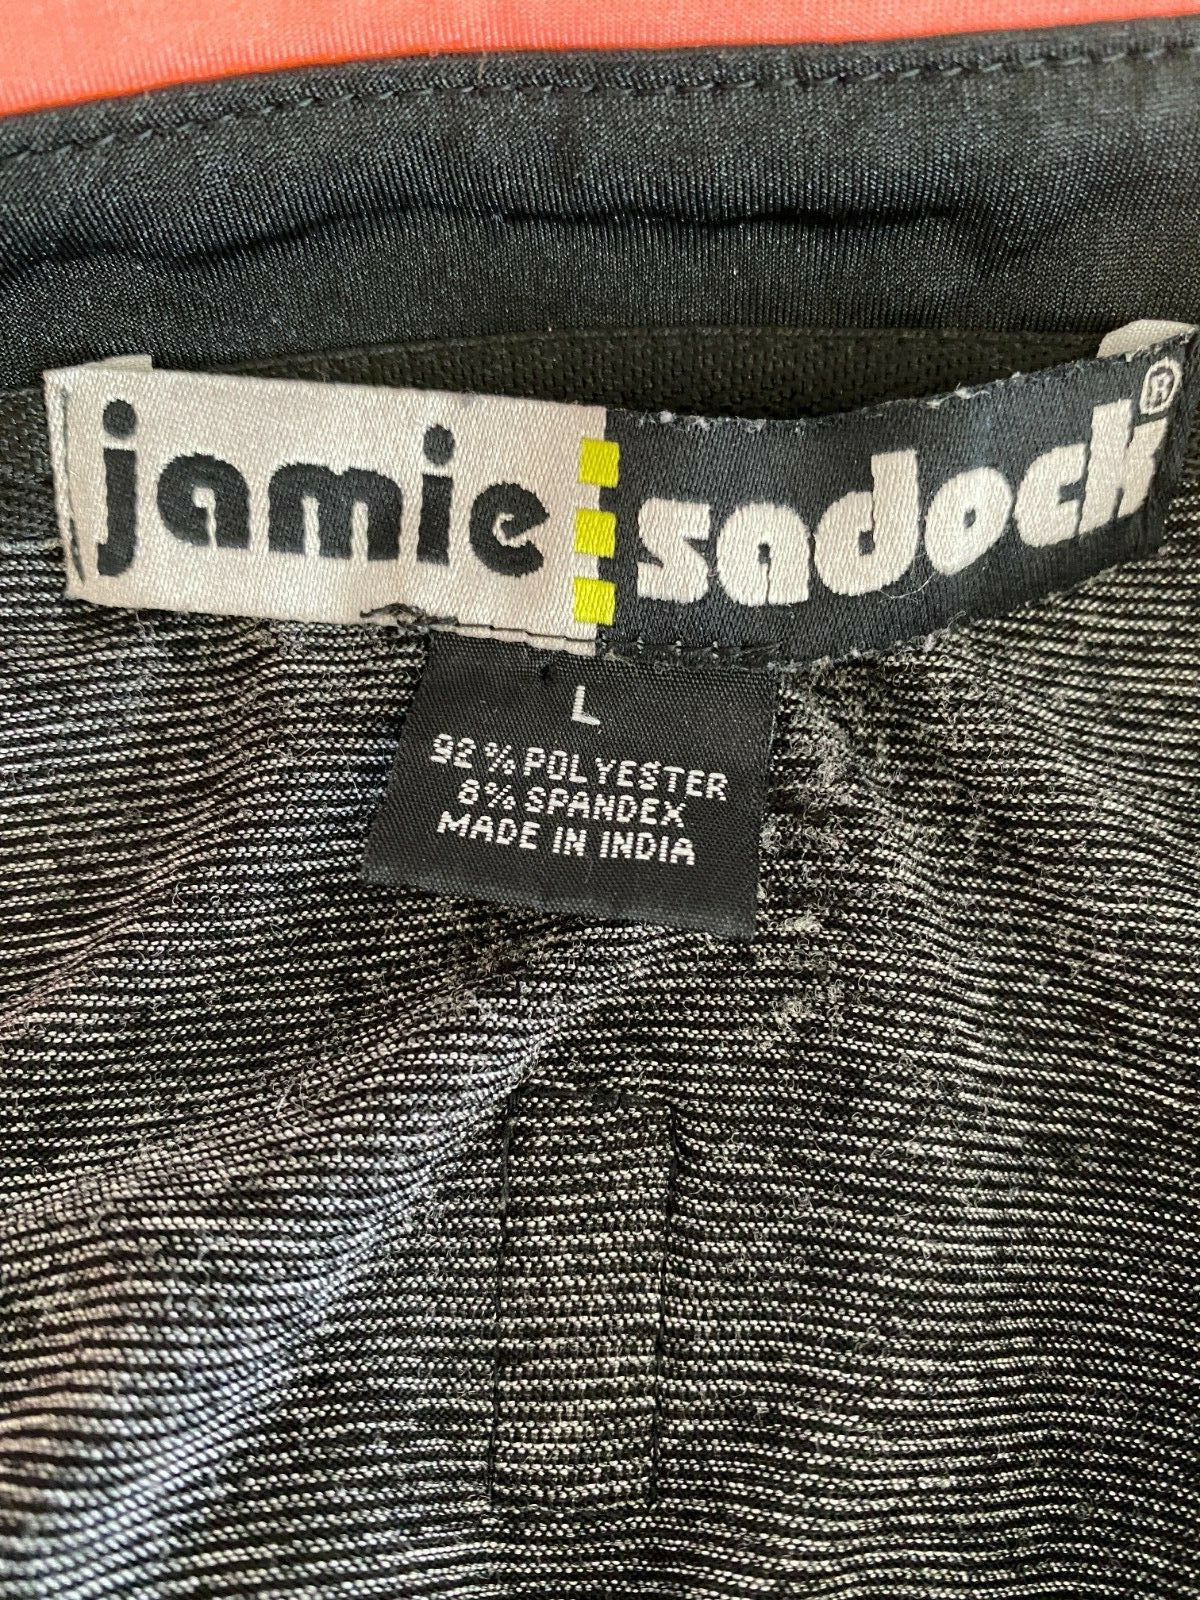 jamie sadock®
L
92% POLYESTER
8% SPANDEX
MADE IN INDIA